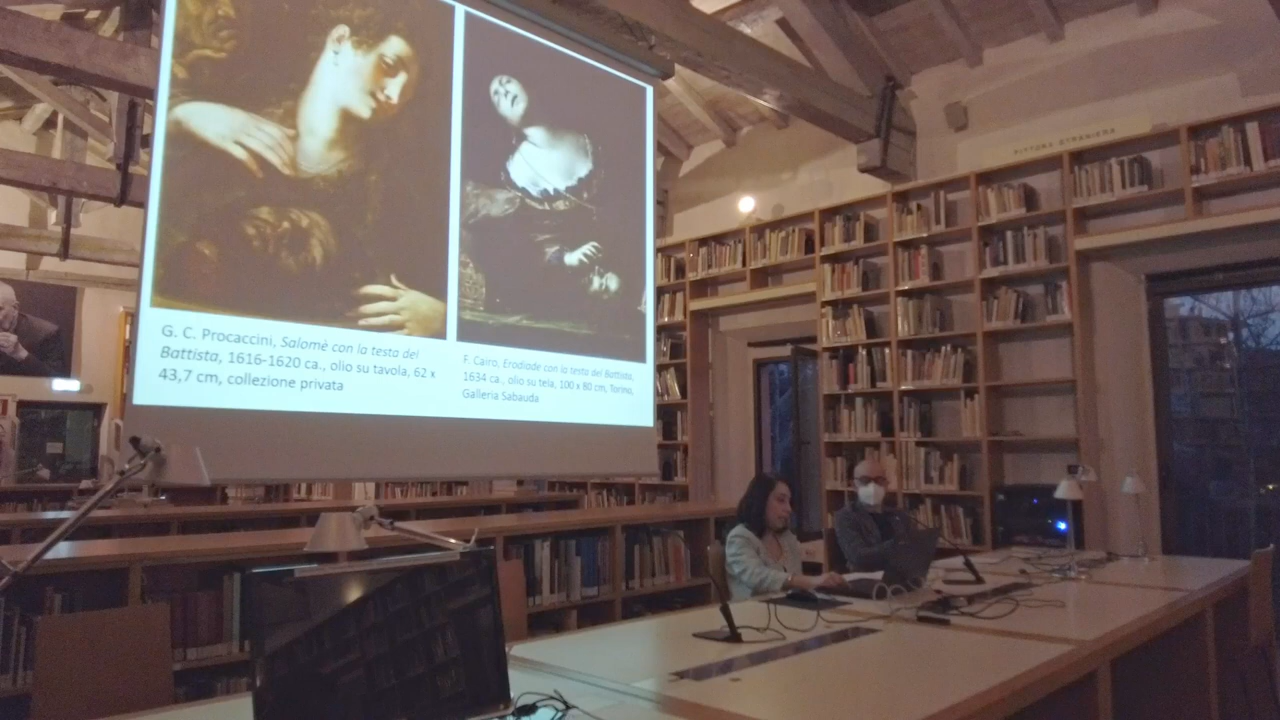 G. C. Procaccini, Salomè con la testa del
Battista, 1616-1620 ca., olio su tavola, 62 x
43,7 cm, collezione privata
F. Cairo, Erodiade con la testa del Battista,
1634 ca., olio su tela, 100 x 80 cm, Torino,
Galleria Sabauda
PITTURA STRANIERA